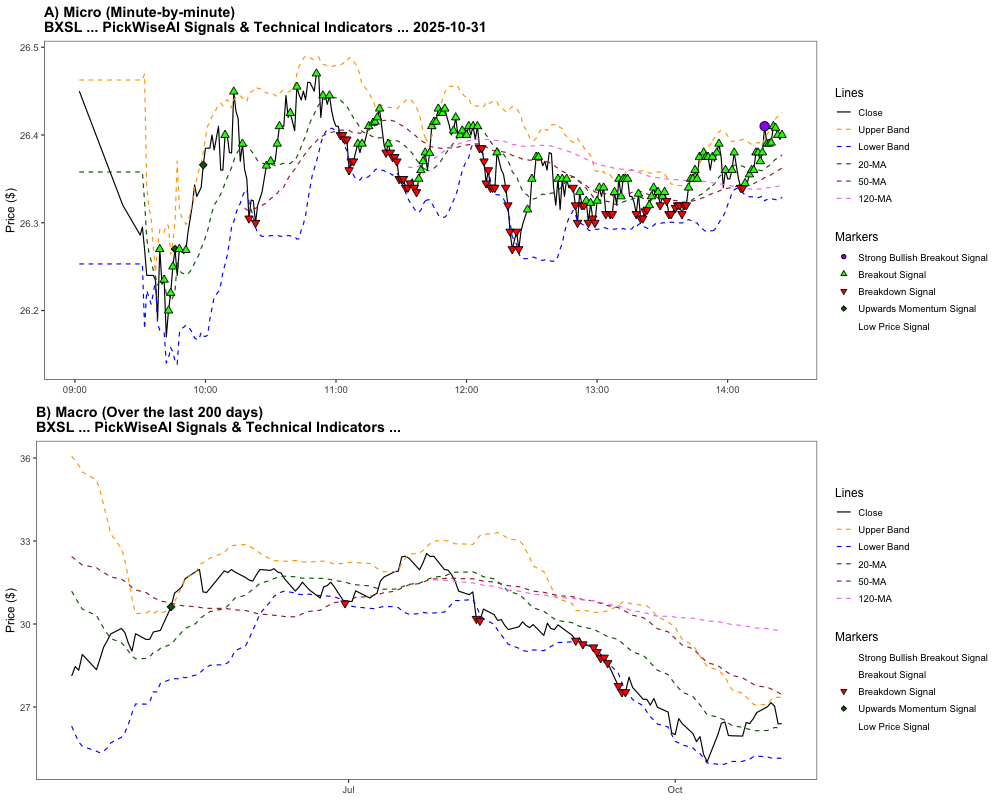 A) Micro (Minute-by-minute)
BXSL ... PickWiseAI Signals & Technical Indicators ... 2025-10-31
26.5
26.4
26.3
26.2
Price ($)
09:00
10:00
11:00
12:00
13:00
14:00
Lines
Close
Upper Band
Lower Band
20-MA
50-MA
120-MA
Markers
Strong Bullish Breakout Signal
Breakout Signal
Breakdown Signal
Upwards Momentum Signal
Low Price Signal
B) Macro (Over the last 200 days)
BXSL ... PickWiseAI Signals & Technical Indicators ...
36
33
30
27
Price ($)
Jul
Oct
Lines
Close
Upper Band
Lower Band
20-MA
50-MA
120-MA
Markers
Strong Bullish Breakout Signal
Breakout Signal
Breakdown Signal
Upwards Momentum Signal
Low Price Signal